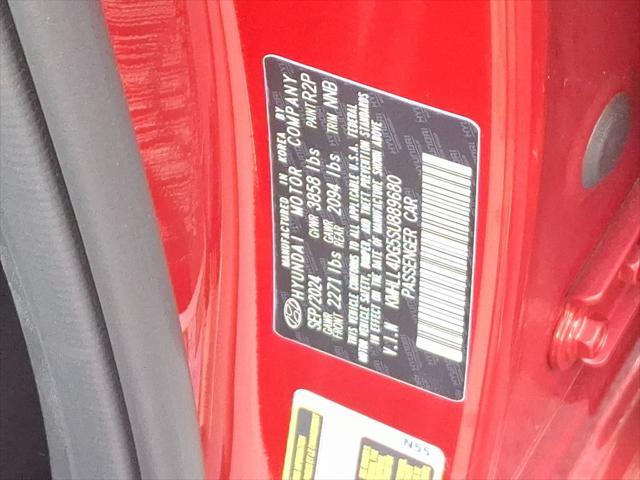 MANUFACTURED IN KOREA BY
HYUNDAI MOTOR COMPANY
SEP/2024 GVWR 3858 lbs PAINT R2P
GAWR FRONT 2271 lbs GAWR REAR 2094 lbs TRIM NNB
THIS VEHICLE CONFORMS TO ALL APPLICABLE U.S.A. FEDERAL
MOTOR VEHICLE SAFETY, BUMPER, AND THEFT PREVENTION STANDARDS
IN EFFECT ON THE DATE OF MANUFACTURE SHOWN ABOVE.
V.I.N KMHLL4DG5SU889680
PASSENGER CAR
N55